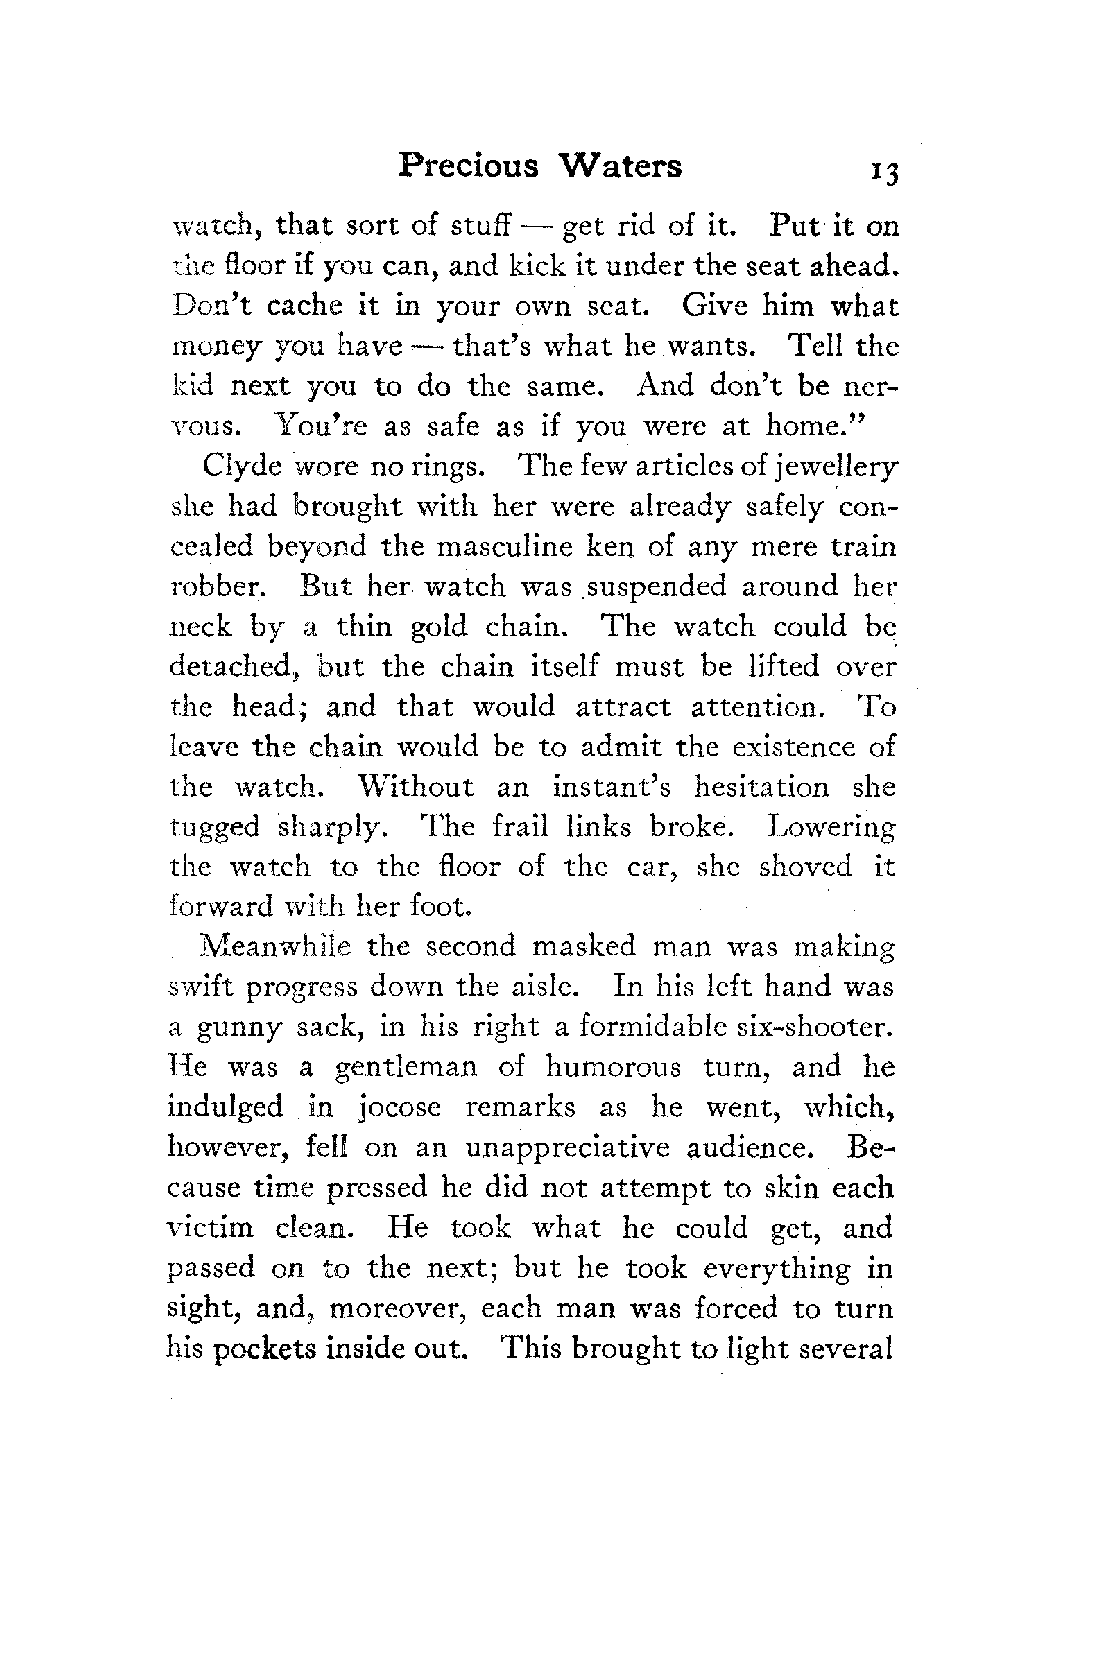 Precious Waters 13
watch, that sort of stuff — get rid of it. Put it on
the floor if you can, and kick it under the seat ahead.
Don't cache it in your own seat. Give him what
money you have — that's what he wants. Tell the
kid next you to do the same. And don't be ner-
vous. You're as safe as if you were at home."
Clyde wore no rings. The few articles of jewellery
she had brought with her were already safely con-
cealed beyond the masculine ken of any mere train
robber. But her watch was suspended around her
neck by a thin gold chain. The watch could be
detached, but the chain itself must be lifted over
the head; and that would attract attention. To
leave the chain would be to admit the existence of
the watch. Without an instant's hesitation she
tugged sharply. The frail links broke. Lowering
the watch to the floor of the car, she shoved it
forward with her foot.
Meanwhile the second masked man was making
swift progress down the aisle. In his left hand was
a gunny sack, in his right a formidable six-shooter.
He was a gentleman of humorous turn, and he
indulged in jocose remarks as he went, which,
however, fell on an unappreciative audience. Be-
cause time pressed he did not attempt to skin each
victim clean. He took what he could get, and
passed on to the next; but he took everything in
sight, and, moreover, each man was forced to turn
his pockets inside out. This brought to light several